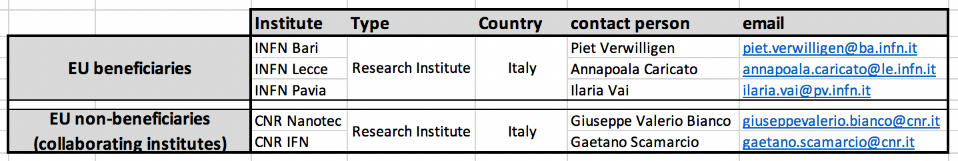 Institute Type Country contact person email
EU beneficiaries
INFN Bari Piet Verwilligen piet.verwilligen@ba.infn.it
INFN Lecce Research Institute Italy Annapoala Caricato annapoala.caricato@le.infn.it
INFN Pavia Ilaria Vai ilaria.vai@pv.infn.it
EU non-beneficiaries
(collaborating institutes)
CNR Nanotec Research Institute Italy Giuseppe Valerio Bianco giuseppevalerio.bianco@cnr.it
CNR IFN Gaetano Scamarcio gaetano.scamarcio@cnr.it